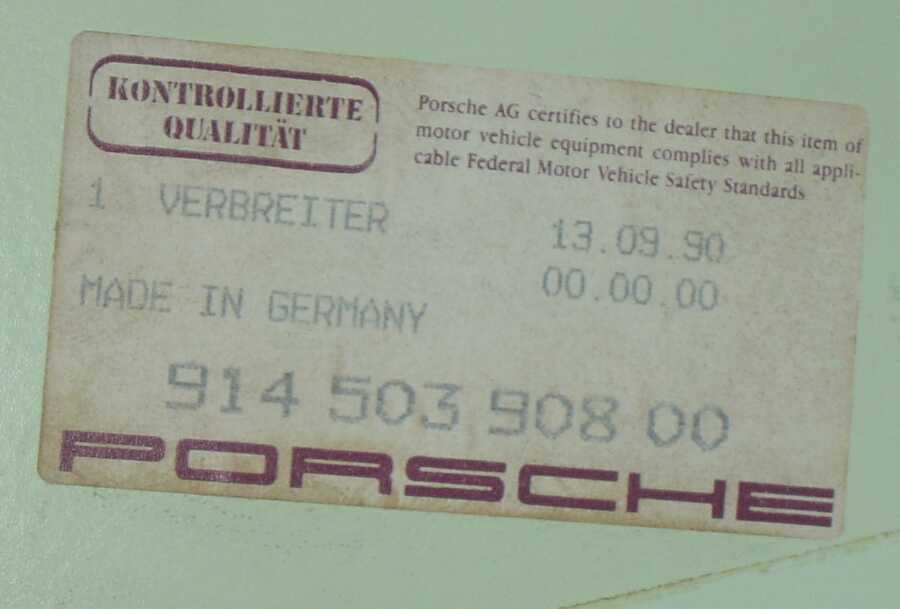 KONTROLLIERTE
QUALITÄT
Porsche AG certifies to the dealer that this item of
motor vehicle equipment complies with all appli-
cable Federal Motor Vehicle Safety Standards
1 VERBREITER
13.09.90
00.00.00
MADE IN GERMANY
914 503 908 00
PORSCHE